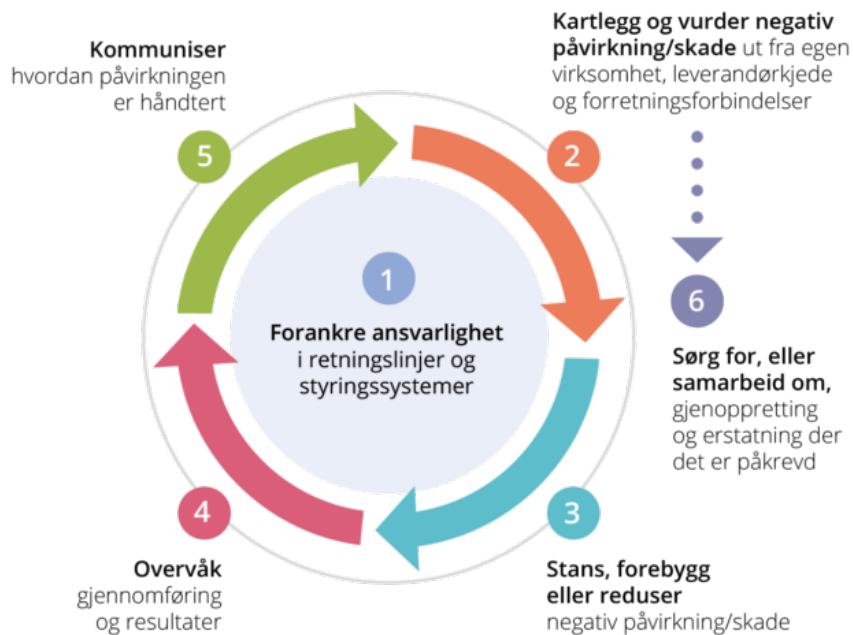 1
Forankre ansvarlighet
i retningslinjer og
styringssystemer
Kartlegg og vurder negativ
påvirkning/skade ut fra egen
virksomhet, leverandørkjede
og forretningsforbindelser
2
3
Stans, forebygg
eller reduser
negativ påvirkning/skade
4
Overvåk
gjennomføring
og resultater
Kommuniser
hvordan påvirkningen
er håndtert
5
6
Sørg for, eller
samarbeid om,
gjenoppretting
og erstatning der
det er påkrevd